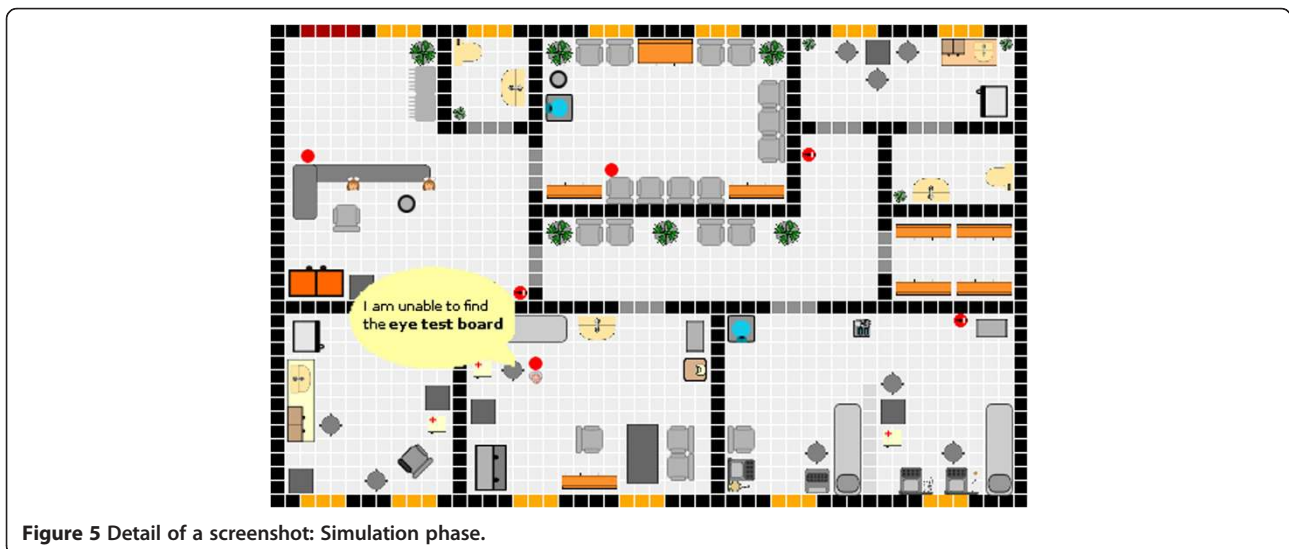 I am unable to find
the eye test board
Figure 5 Detail of a screenshot: Simulation phase.